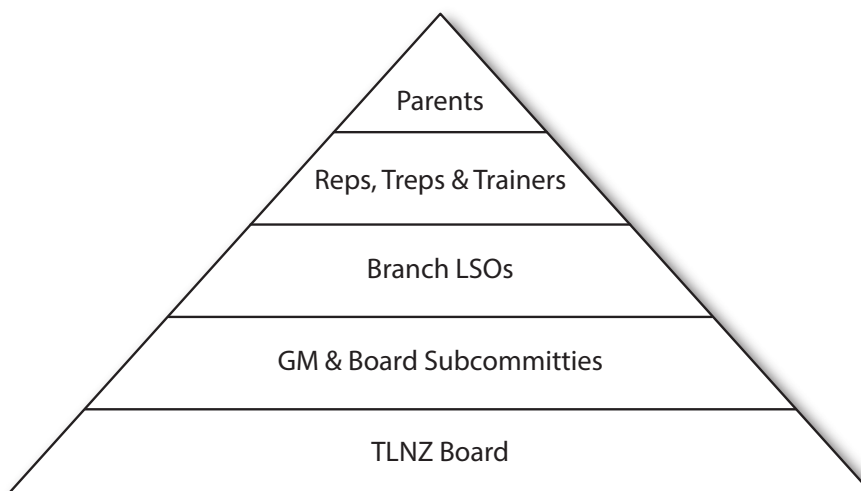 Parents
Reps, Treps & Trainers
Branch LSOs
GM & Board Subcommitties
TLNZ Board